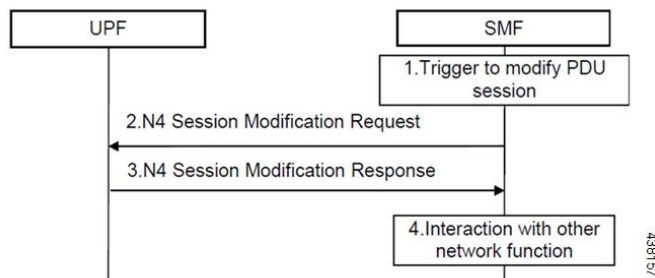 UPF
SMF
1.Trigger to modify PDU
session
2.N4 Session Modification Request
3.N4 Session Modification Response
4.Interaction with other
network function